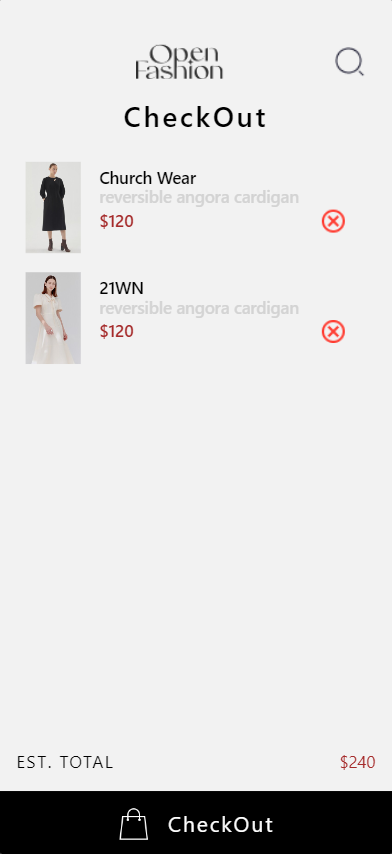 Open
Fashion
CheckOut
Church Wear
reversible angora cardigan
$120
21WN
reversible angora cardigan
$120
EST. TOTAL
$240
CheckOut